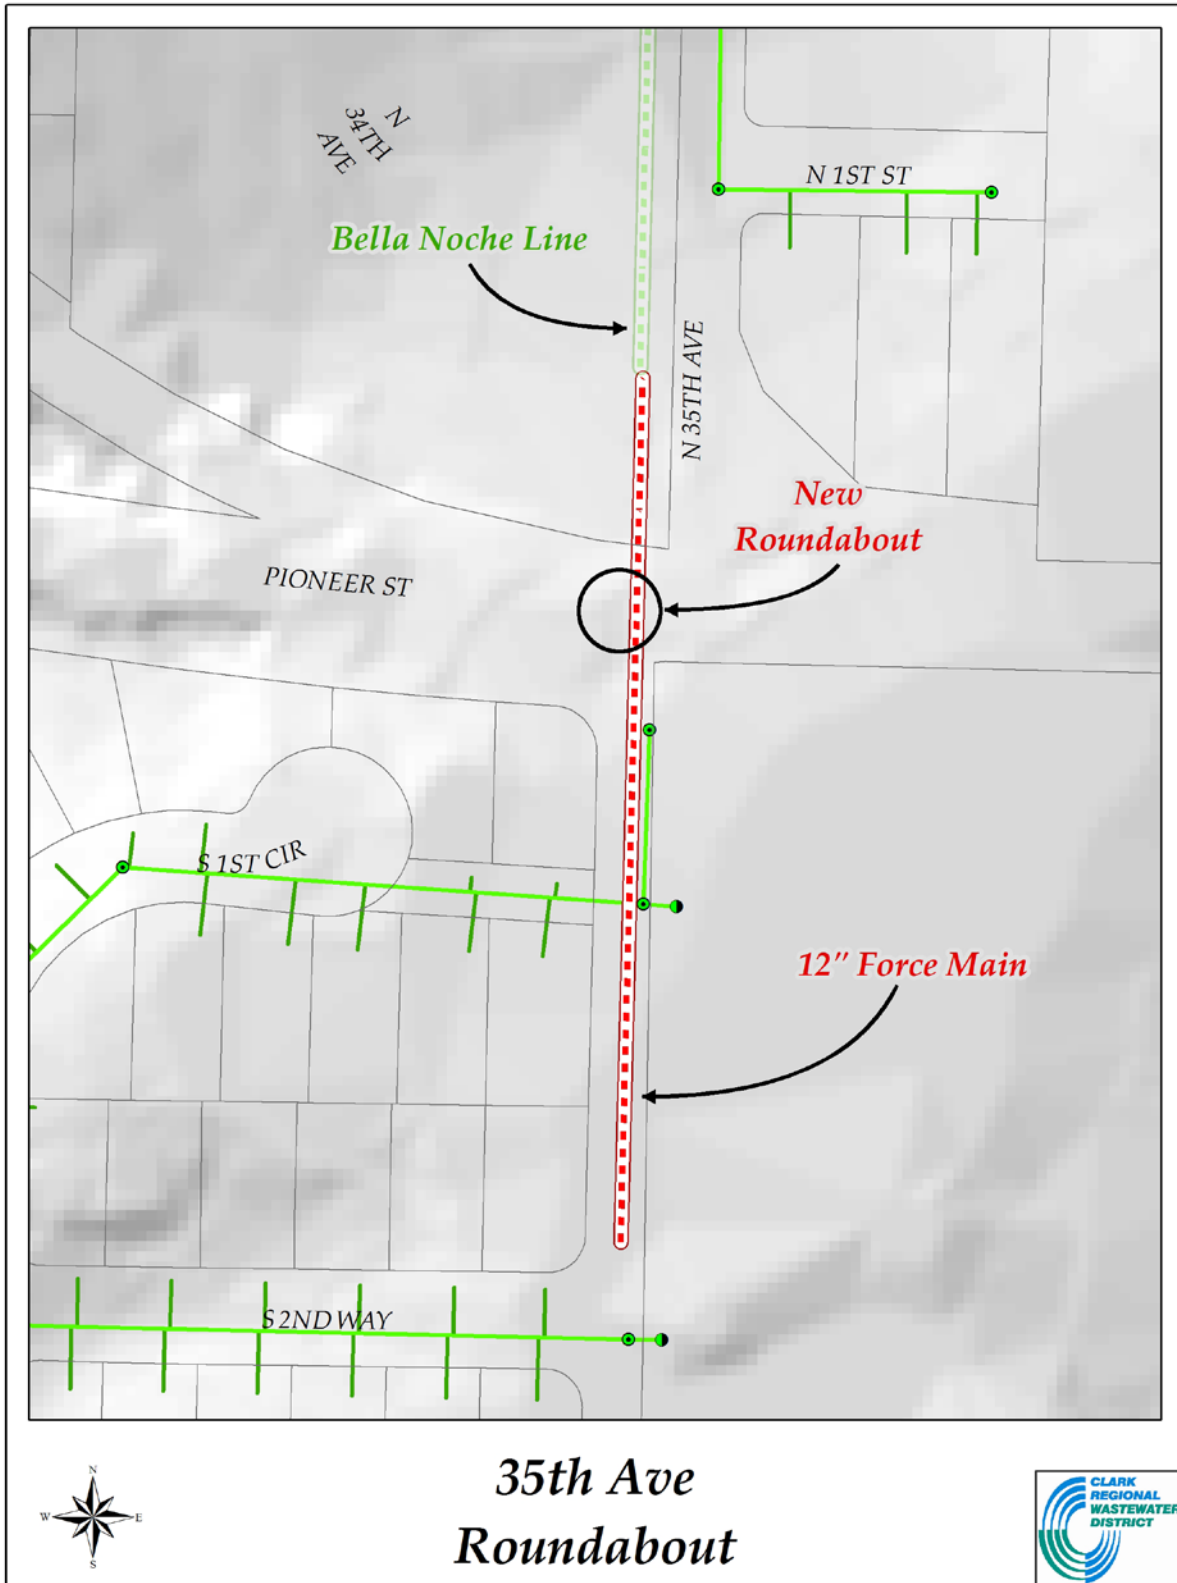 N
34TH
AVE
N 1ST ST
Bella Noche Line
N 35TH AVE
New
Roundabout
PIONEER ST
S 1ST CIR
12" Force Main
S 2ND WAY
35th Ave
Roundabout
N
W
E
S
CLARK
REGIONAL
WASTEWATER
DISTRICT